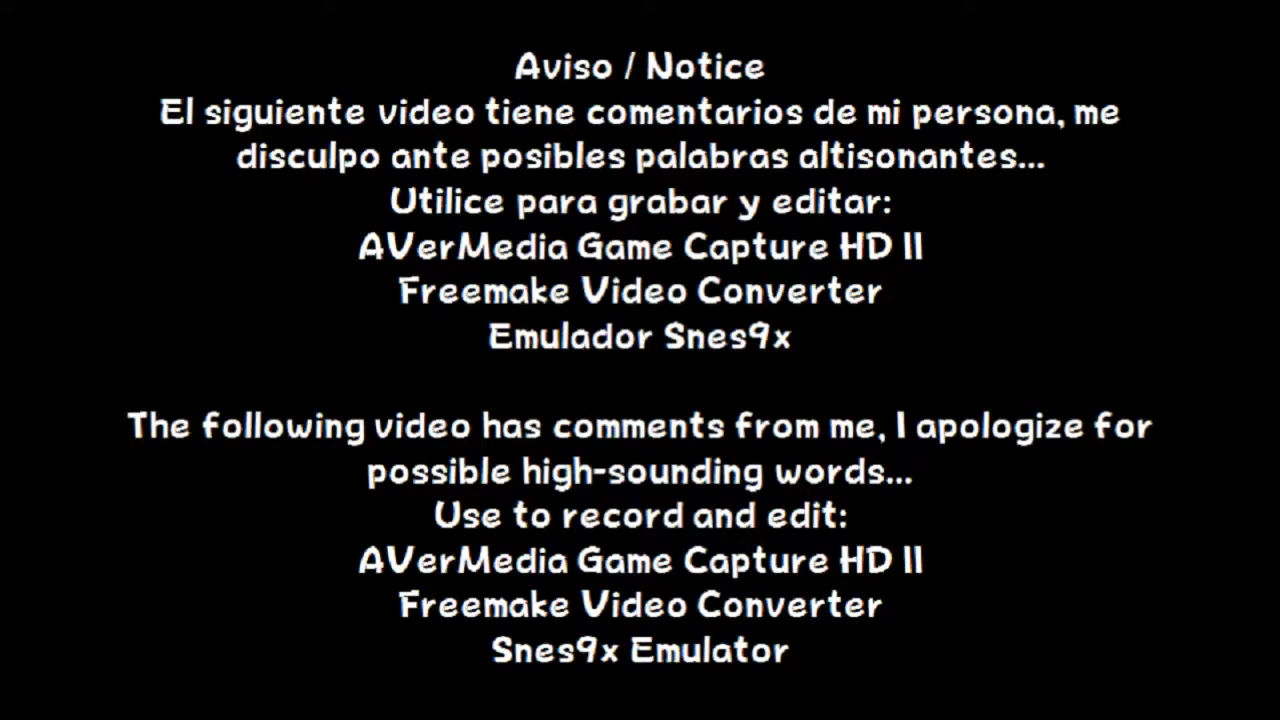 Aviso / Notice
El siguiente video tiene comentarios de mi persona, me
disculpo ante posibles palabras altisonantes...
Utilice para grabar y editar:
AVerMedia Game Capture HD II
Freemake Video Converter
Emulador Snes9x
The following video has comments from me, I apologize for
possible high-sounding words...
Use to record and edit:
AVerMedia Game Capture HD II
Freemake Video Converter
Snes9x Emulator